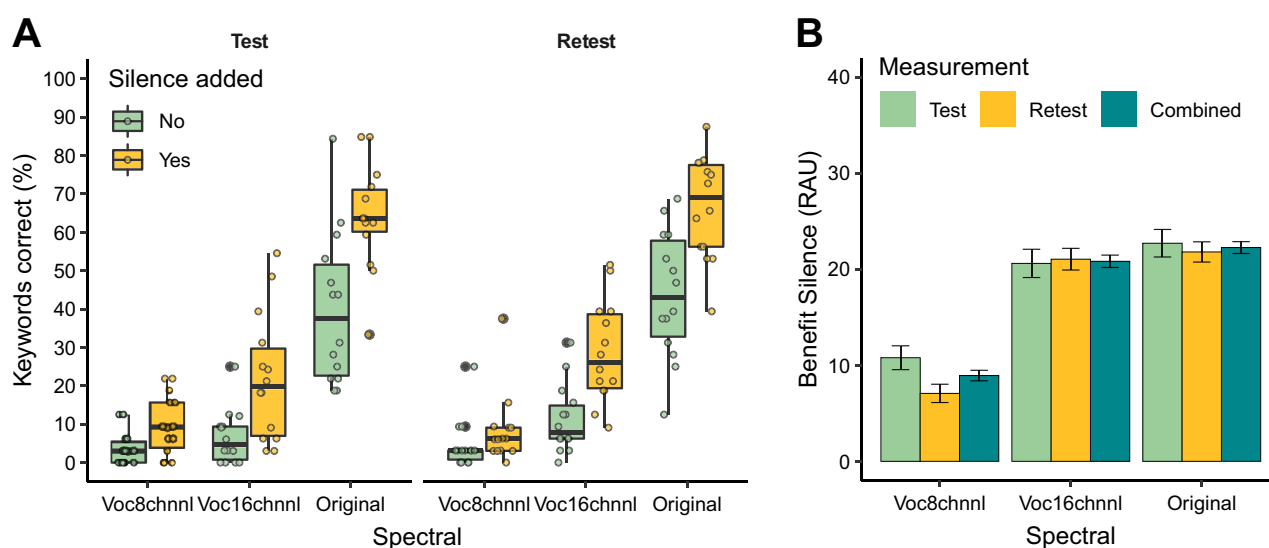 A
Test
Retest
Silence added
No
Yes
Keywords correct (%)
100
90
80
70
60
50
40
30
20
10
0
Voc8chnnl Voc16chnnl Original
Voc8chnnl Voc16chnnl Original
Spectral
B
Measurement
Test Retest Combined
Benefit Silence (RAU)
40
30
20
10
0
Voc8chnnl Voc16chnnl Original
Spectral